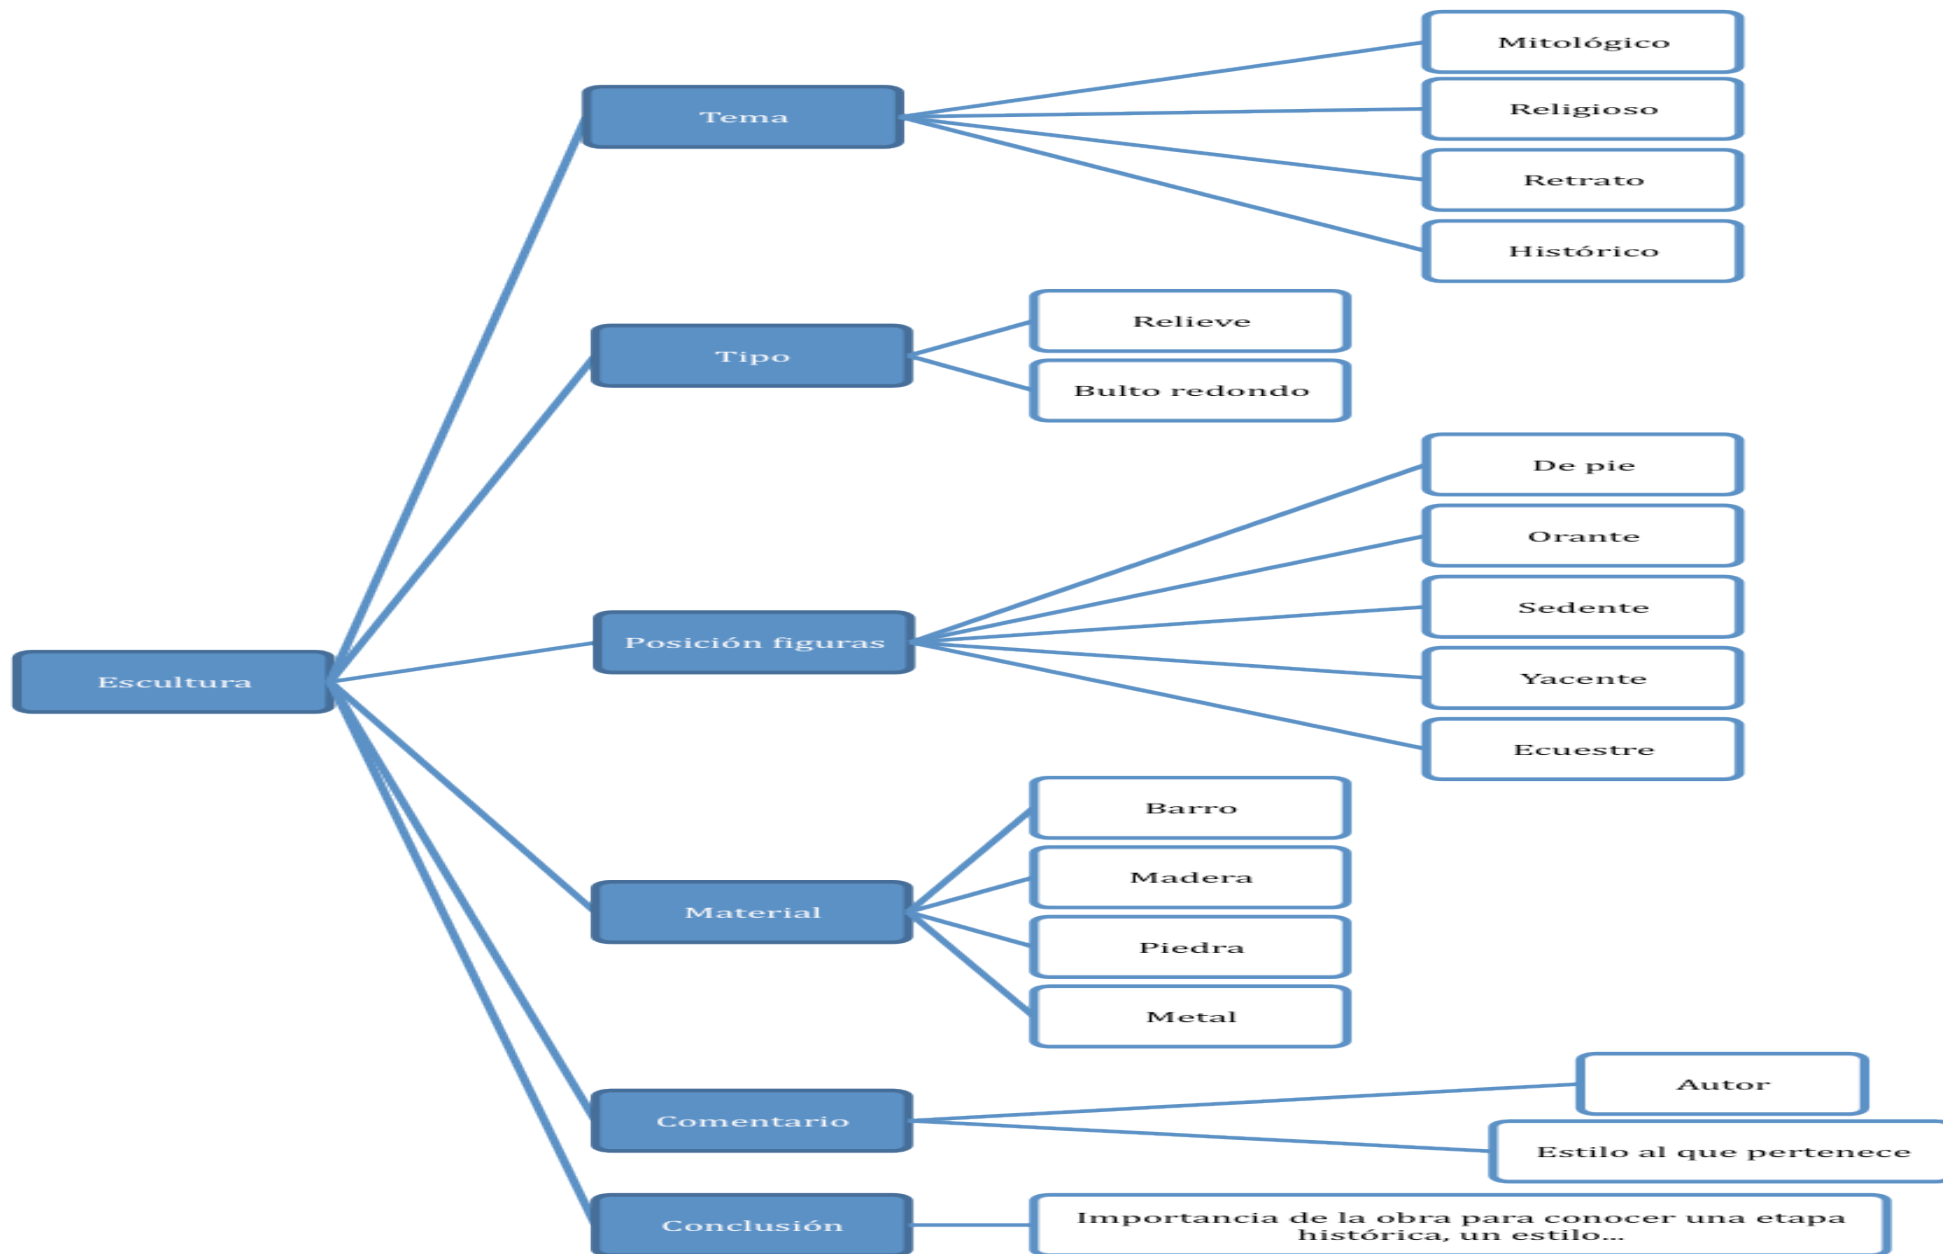 Escultura
Tema
Mitológico
Religioso
Retrato
Histórico
Tipo
Relieve
Bulto redondo
Posición figuras
De pie
Orante
Sedente
Yacente
Ecuestre
Material
Barro
Madera
Piedra
Metal
Comentario
Autor
Estilo al que pertenece
Conclusión
Importancia de la obra para conocer una etapa
histórica, un estilo...